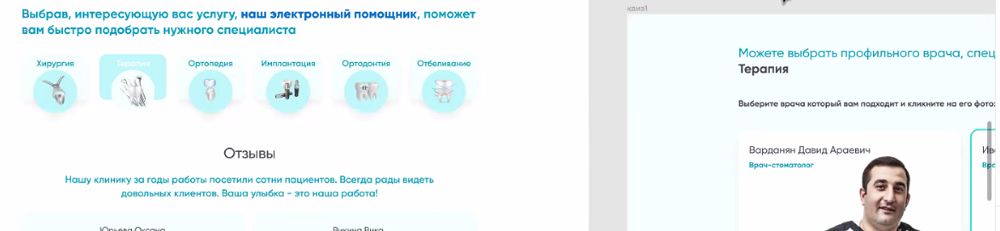 Выбрав, интересующую вас услугу, наш электронный помощник, поможет
вам быстро подобрать нужного специалиста
Хирургия
Терапия
Ортопедия
Имплантация
Ортодонтия
Отбеливание
Отзывы
Нашу клинику за годы работы посетили сотни пациентов. Всегда рады видеть
довольных клиентов. Ваша улыбка - это наша работа!
Юрьева Оксана
Викина Вика
квиз1
Можете выбрать профильного врача, спец
Терапия
Выберите врача который вам подходит и кликните на его фото:
Варданян Давид Араевич
Врач-стоматолог